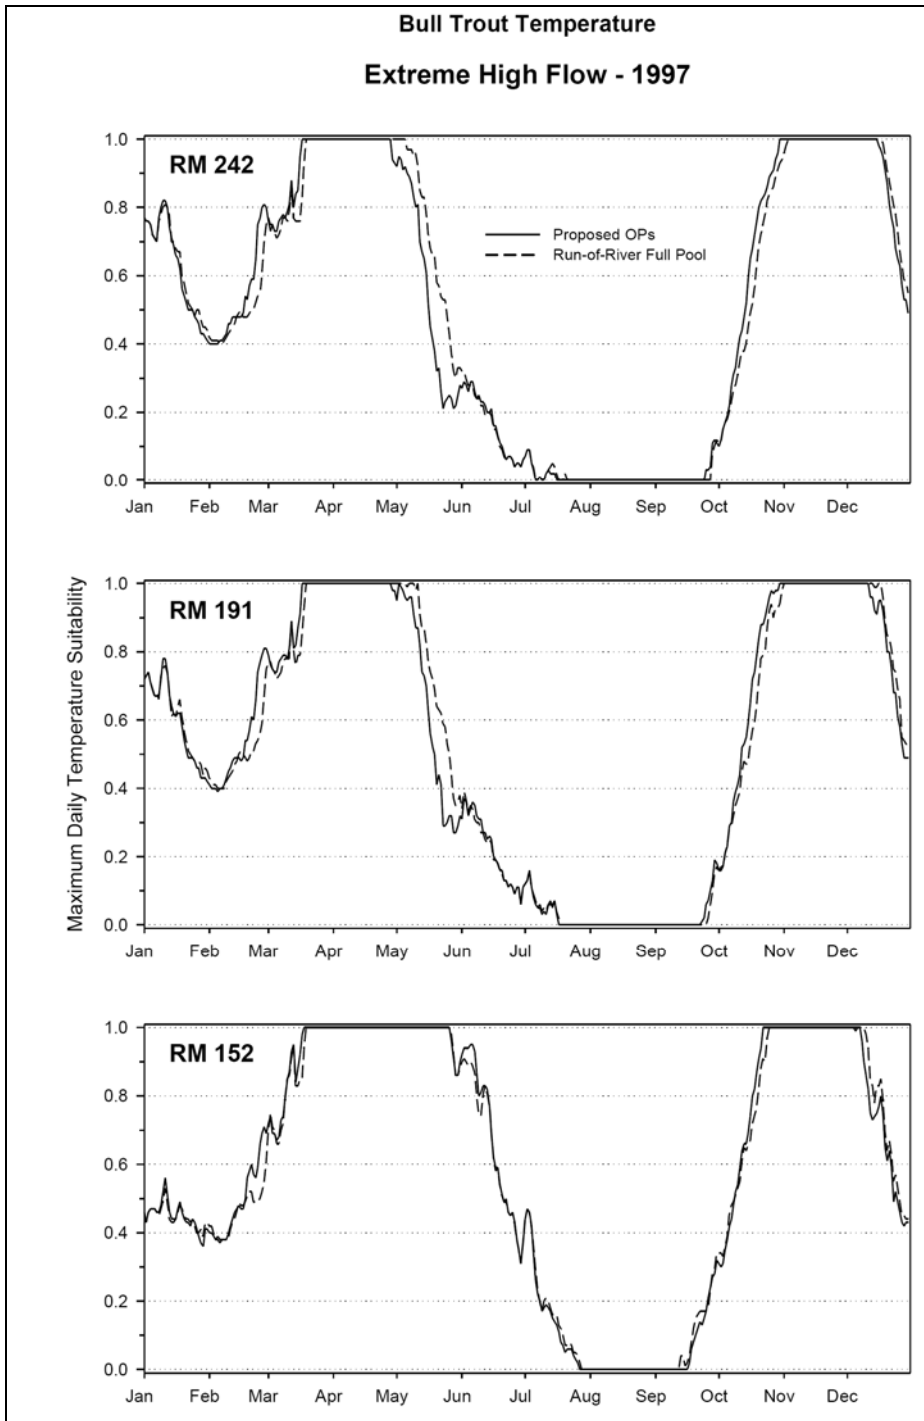 Bull Trout Temperature
Extreme High Flow - 1997
RM 242
Proposed OPs
Run-of-River Full Pool
1.0
0.8
0.6
0.4
0.2
0.0
Jan Feb Mar Apr May Jun Jul Aug Sep Oct Nov Dec
Maximum Daily Temperature Suitability
RM 191
1.0
0.8
0.6
0.4
0.2
0.0
Jan Feb Mar Apr May Jun Jul Aug Sep Oct Nov Dec
RM 152
1.0
0.8
0.6
0.4
0.2
0.0
Jan Feb Mar Apr May Jun Jul Aug Sep Oct Nov Dec